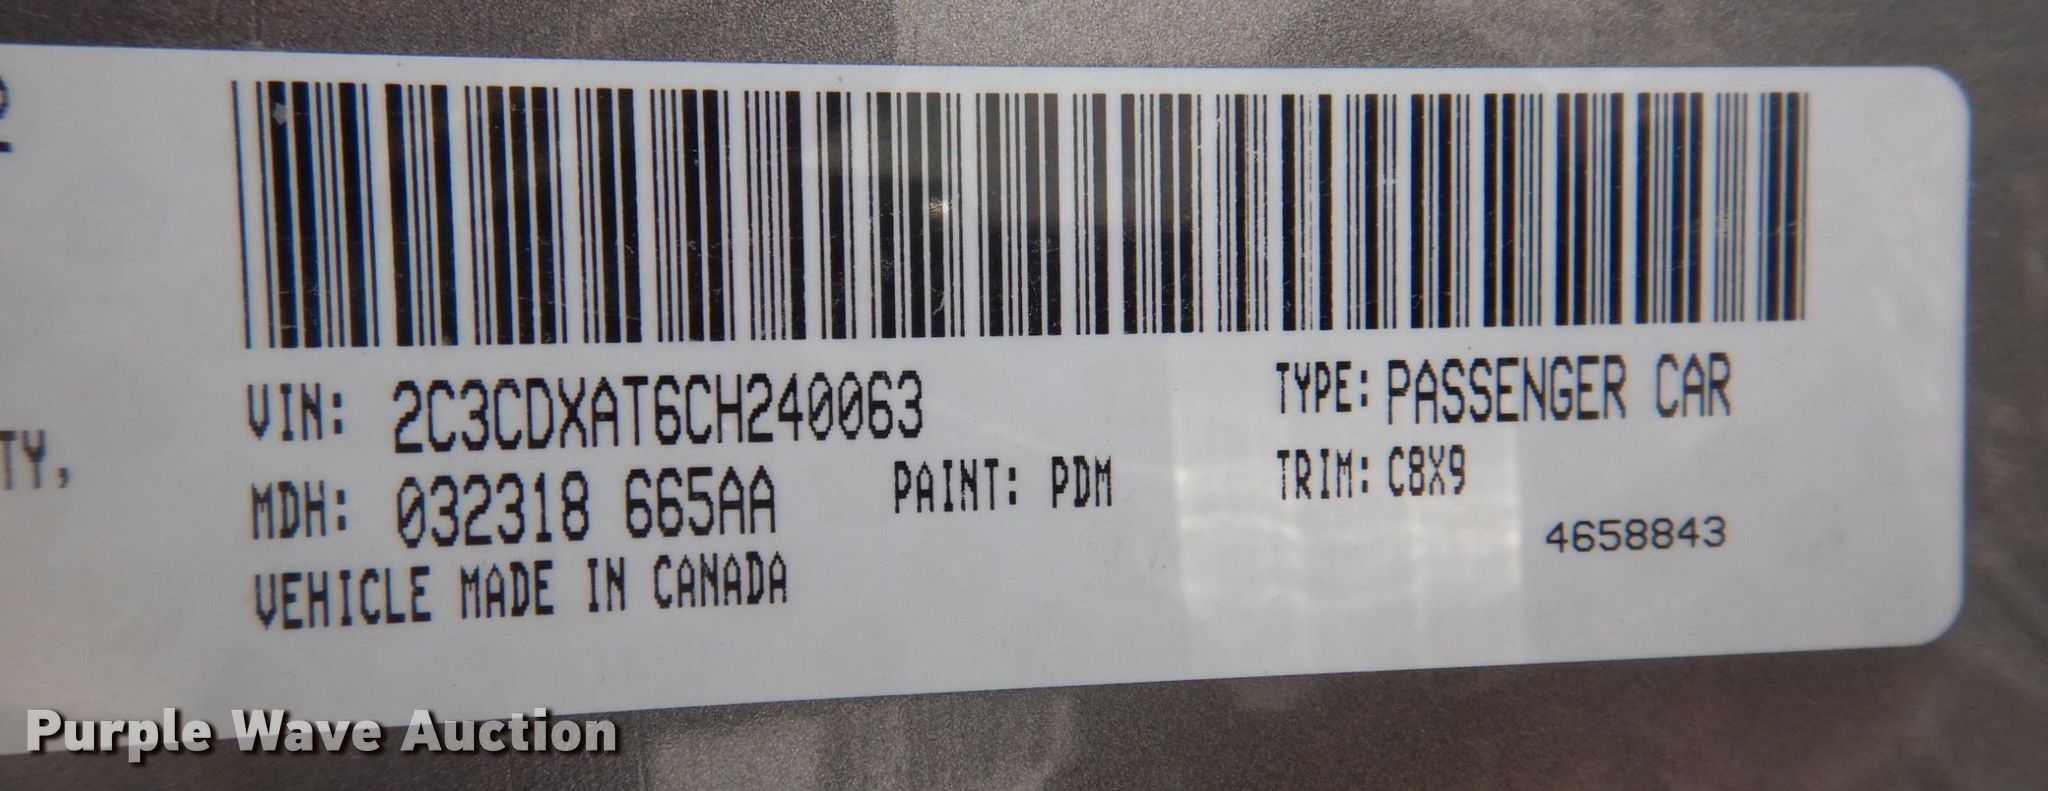 TY,
VIN: 2C3CDXAT6CH240063 TYPE: PASSENGER CAR
MDH: 032318 665AA PAINT: PDM TRIM: C8X9
VEHICLE MADE IN CANADA 4658843
Purple Wave Auction